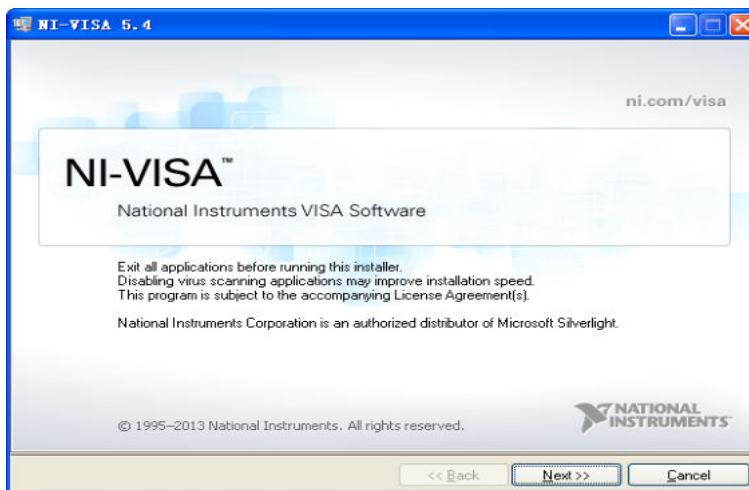 NI-VISA 5.4
ni.com/visa
NI-VISA™
National Instruments VISA Software
Exit all applications before running this installer.
Disabling virus scanning applications may improve installation speed.
This program is subject to the accompanying License Agreement(s).
National Instruments Corporation is an authorized distributor of Microsoft Silverlight.
© 1995–2013 National Instruments. All rights reserved.
NATIONAL
INSTRUMENTS™
<< Back
Next >>
Cancel